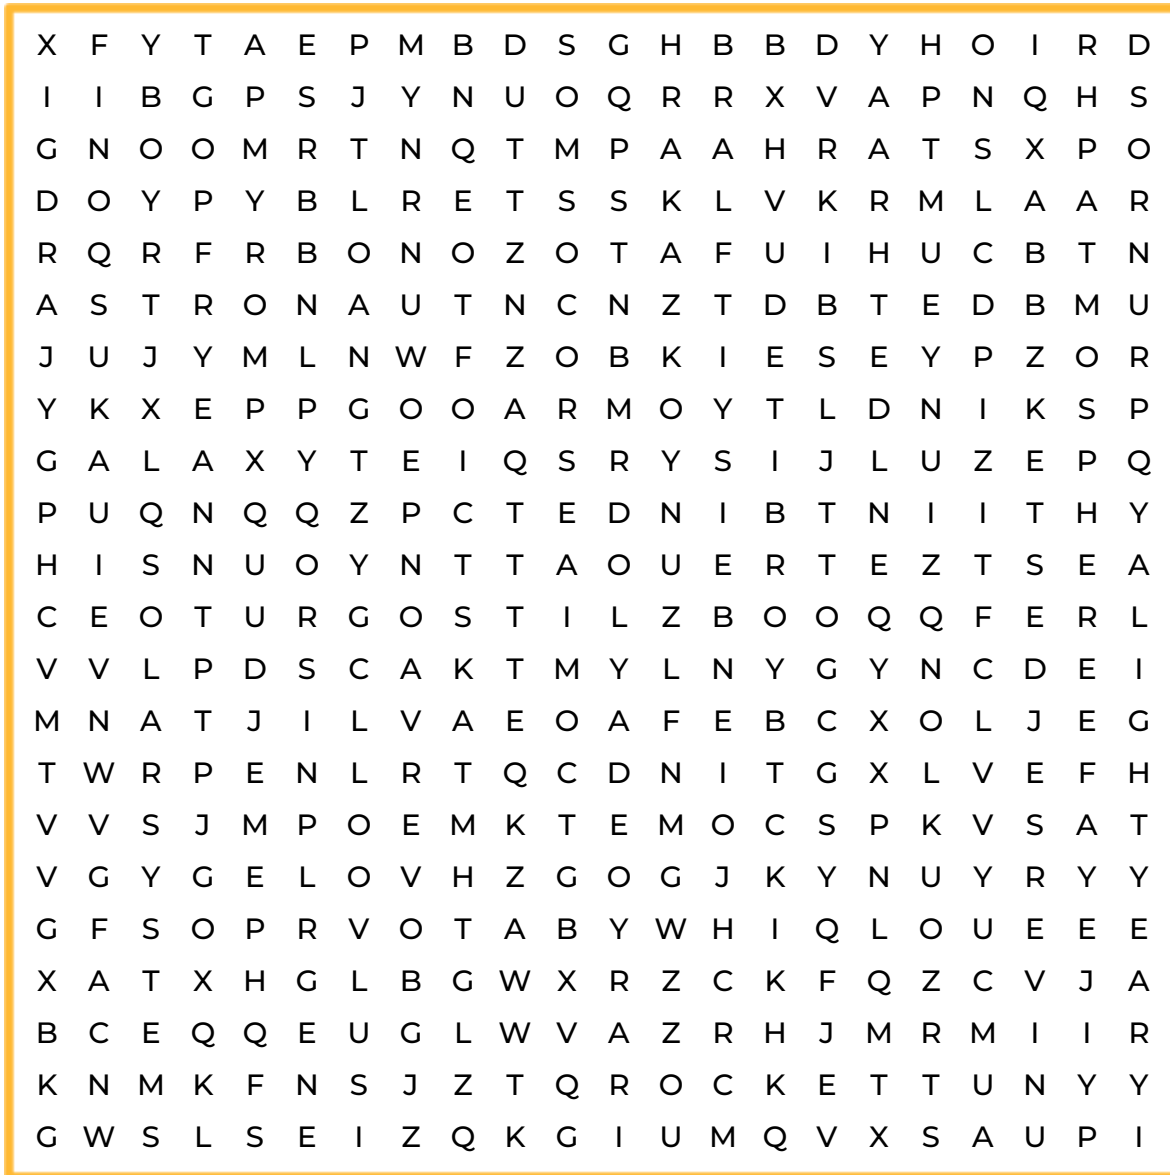 X F Y T A E P M B D S G H B B D Y H O I R D
I I B G P S J Y N U O Q R R X V A P N Q H S
G N O O M R T N Q T M P A A H R A T S X P O
D O Y P Y B L R E T S S K L V K R M L A A R
R Q R F R B O N O Z O T A F U I H U C B T N
A S T R O N A U T N C N Z T D B T E D B M U
J U J Y M L N W F Z O B K I E S E Y P Z O R
Y K X E P P G O O A R M O Y T L D N I K S P
G A L A X Y T E I Q S R Y S I J L U Z E P Q
P U Q N Q Q Z P C T E D N I B T N I I T H Y
H I S N U O Y N T T A O U E R T E Z T S E A
C E O T U R G O S T I L Z B O O Q Q F E R L
V V L P D S C A K T M Y L N Y G Y N C D E I
M N A T J I L V A E O A F E B C X O L J E G
T W R P E N L R T Q C D N I T G X L V E F H
V V S J M P O E M K T E M O C S P K V S A T
V G Y G E L O V H Z G O G J K Y N U Y R Y Y
G F S O P R V O T A B Y W H I Q L O U E E E
X A T X H G L B G W X R Z C K F Q Z C V J A
B C E Q Q E U G L W V A Z R H J M R M I I R
K N M K F N S J Z T Q R O C K E T T U N Y Y
G W S L S E I Z Q K G I U M Q V X S A U P I